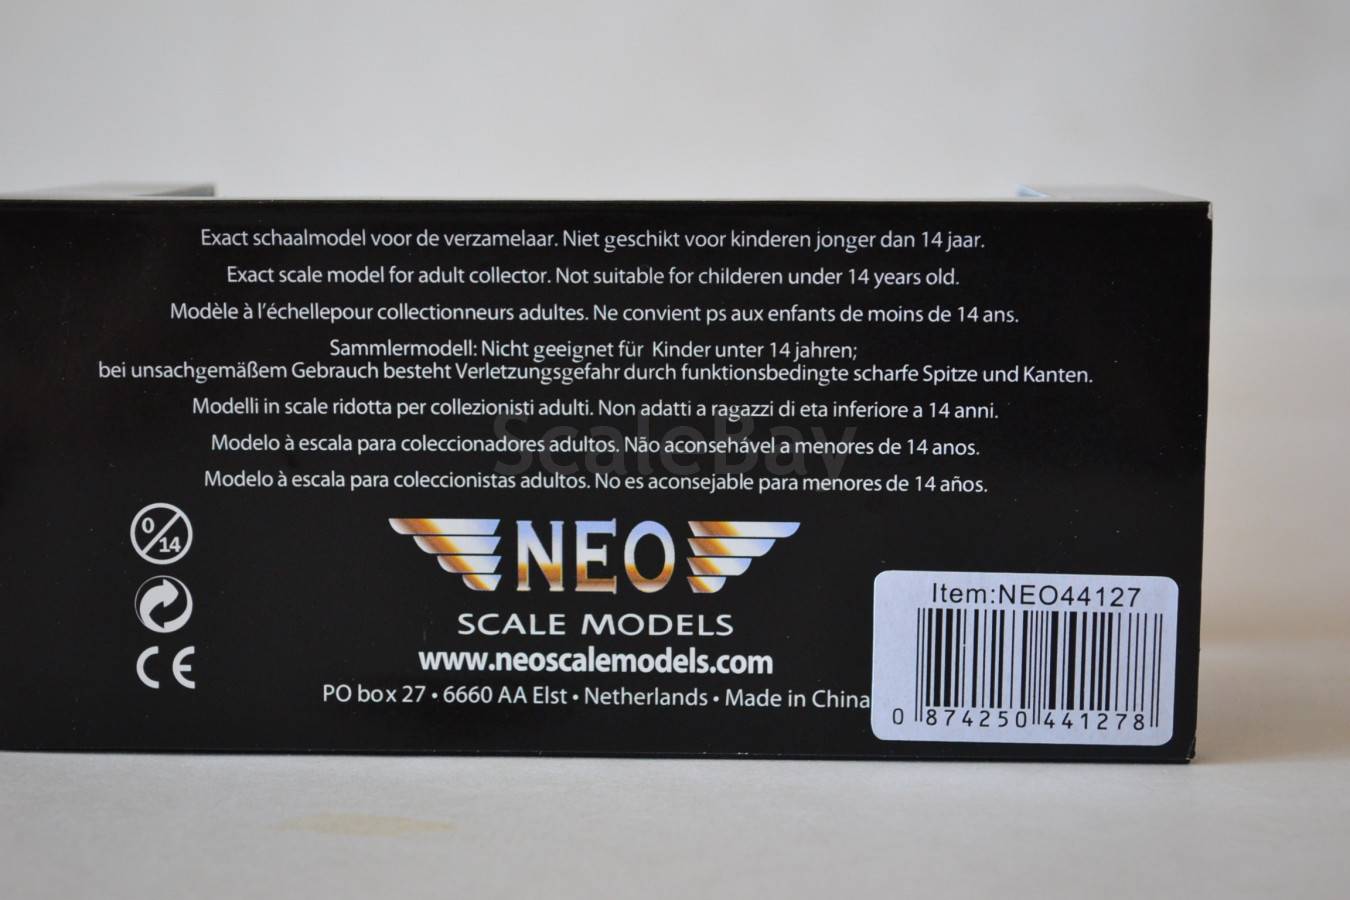 Exact schaalmodel voor de verzamelaar. Niet geschikt voor kinderen jonger dan 14 jaar.
Exact scale model for adult collector. Not suitable for childeren under 14 years old.
Modèle à l'échellepour collectionneurs adultes. Ne convient ps aux enfants de moins de 14 ans.
Sammlermodell: Nicht geeignet für Kinder unter 14 jahren;
bei unsachgemäßem Gebrauch besteht Verletzungsgefahr durch funktionsbedingte scharfe Spitze und Kanten.
Modelli in scale ridotta per collezionisti adulti. Non adatti a ragazzi di eta inferiore a 14 anni.
Modelo à escala para coleccionadores adultos. Não aconsehável a menores de 14 anos.
ScaleBay
Modelo à escala para coleccionistas adultos. No es aconsejable para menores de 14 años.
0/14
NEO
SCALE MODELS
www.neoscalemodels.com
CE
PO box 27 • 6660 AA Elst • Netherlands • Made in China
Item:NEO44127
0 874250 441278